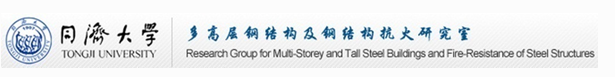 同濟大學
TONGJI UNIVERSITY
多高层钢结构及钢结构抗火研究室
Research Group for Multi-Storey and Tall Steel Buildings and Fire-Resistance of Steel Structures